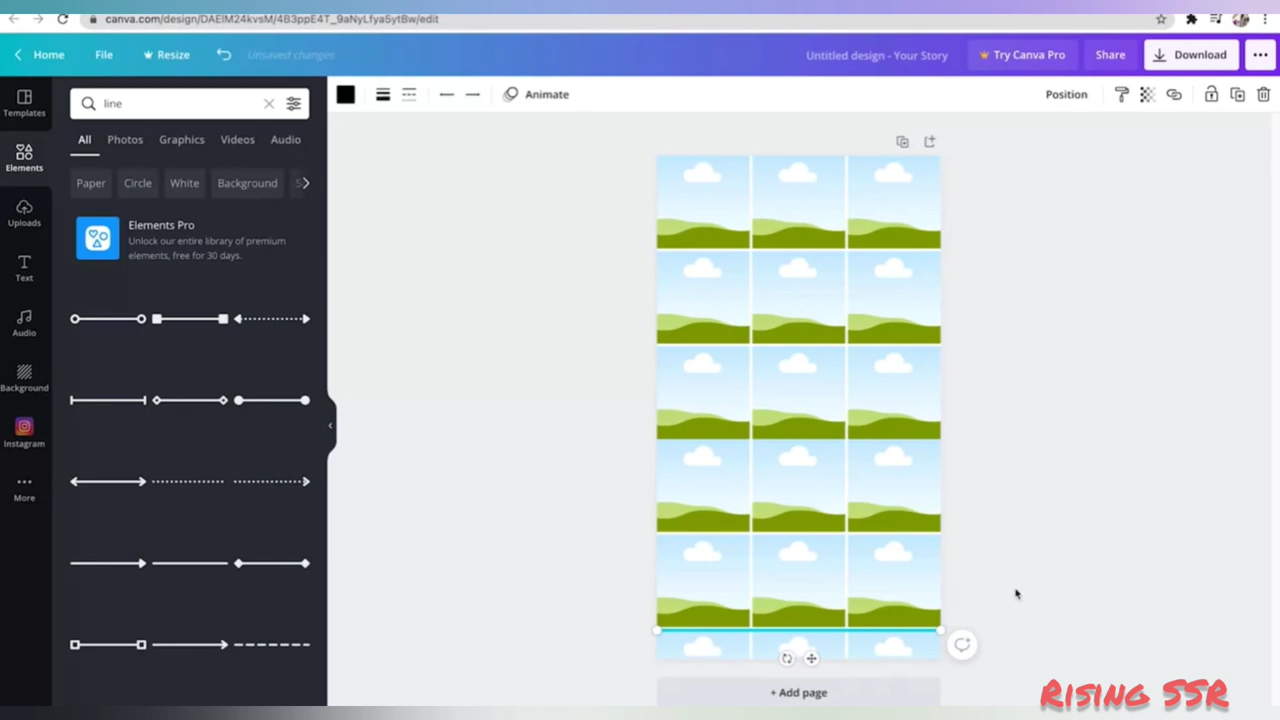 canva.com/design/DAElM24kvsM/4B3ppE4T_9aNyLfya5ytBw/edit
Home File Resize Unsaved changes Untitled design - Your Story Try Canva Pro Share Download
Templates
Elements
Uploads
Text
Audio
Background
Instagram
More
line
All Photos Graphics Videos Audio
Paper Circle White Background
Elements Pro
Unlock our entire library of premium
elements, free for 30 days.
Animate
Position
+ Add page
Rising SSR